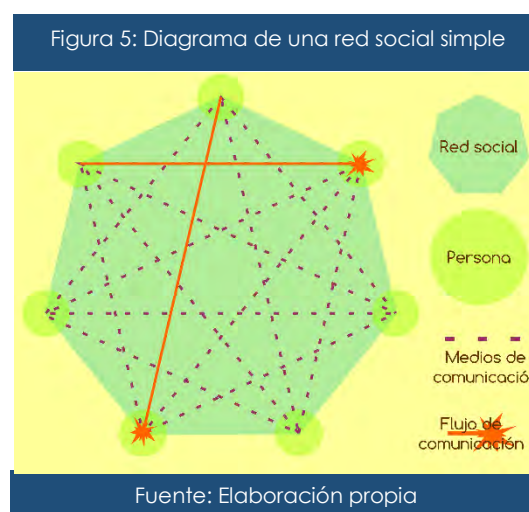 Figura 5: Diagrama de una red social simple
Red social
Persona
Medios de
comunicació
Flujo de
comunicación
Fuente: Elaboración propia